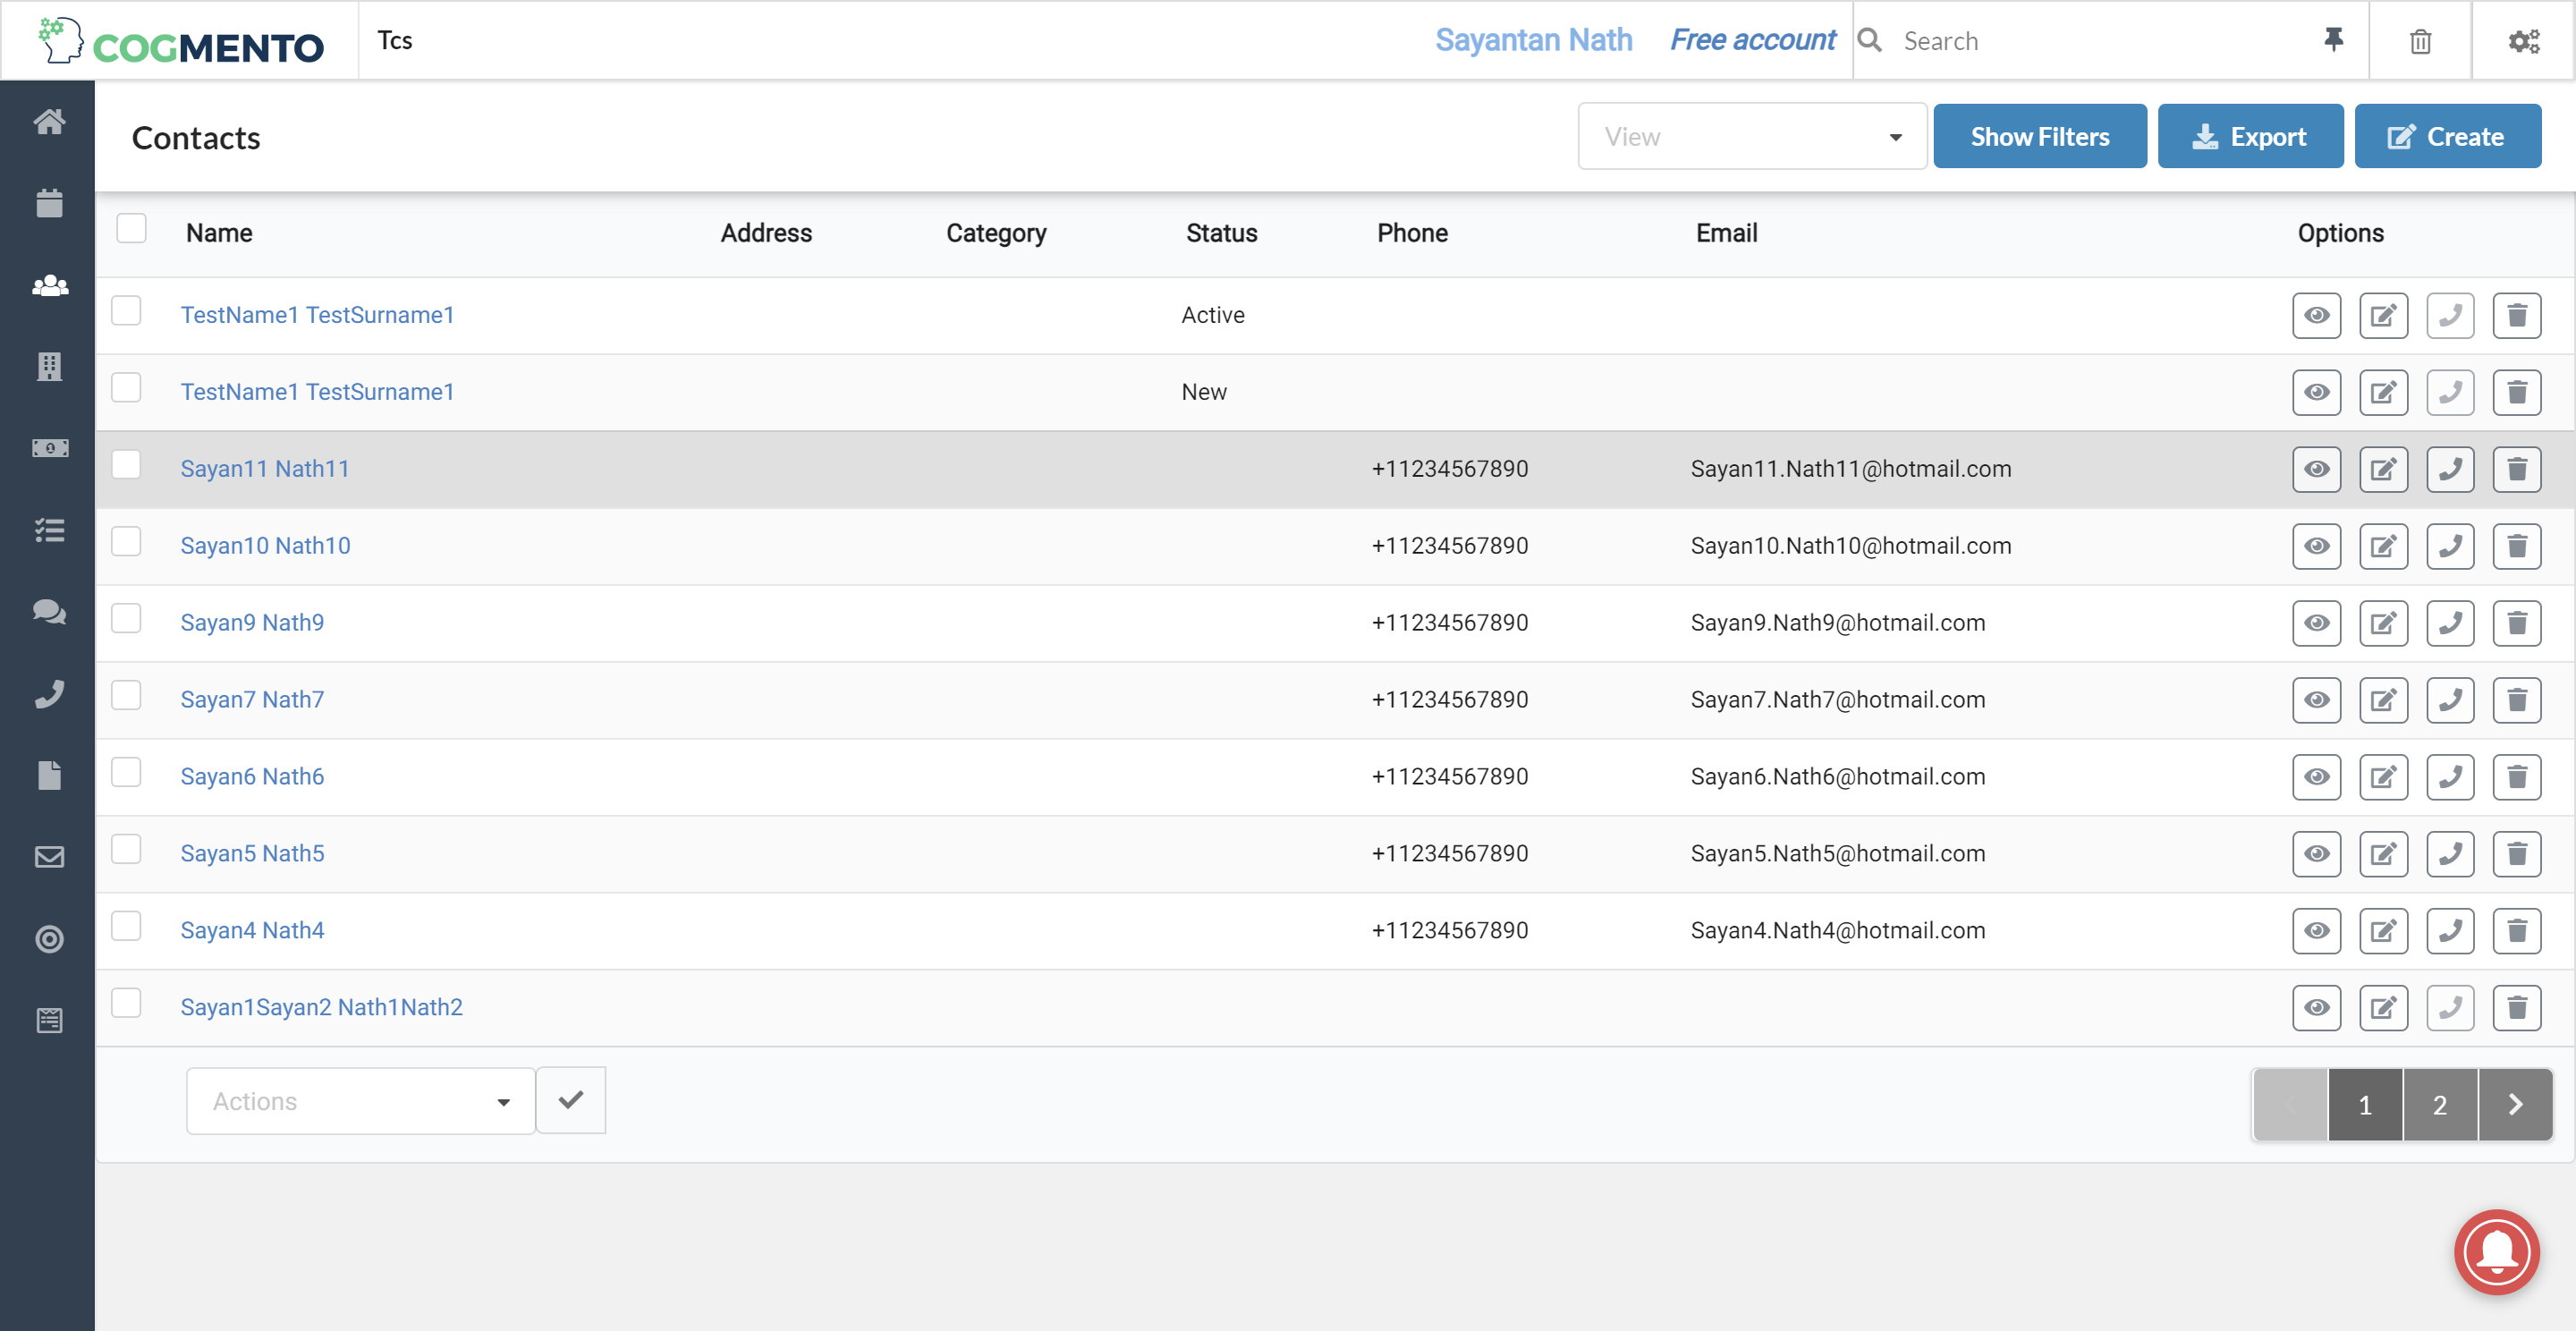 COGMENTO Tcs Sayantan Nath Free account Search
Contacts View Show Filters Export Create
Name Address Category Status Phone Email Options
TestName1 TestSurname1 Active
TestName1 TestSurname1 New
Sayan11 Nath11 +11234567890 Sayan11.Nath11@hotmail.com
Sayan10 Nath10 +11234567890 Sayan10.Nath10@hotmail.com
Sayan9 Nath9 +11234567890 Sayan9.Nath9@hotmail.com
Sayan7 Nath7 +11234567890 Sayan7.Nath7@hotmail.com
Sayan6 Nath6 +11234567890 Sayan6.Nath6@hotmail.com
Sayan5 Nath5 +11234567890 Sayan5.Nath5@hotmail.com
Sayan4 Nath4 +11234567890 Sayan4.Nath4@hotmail.com
Sayan1Sayan2 Nath1Nath2
Actions 1 2